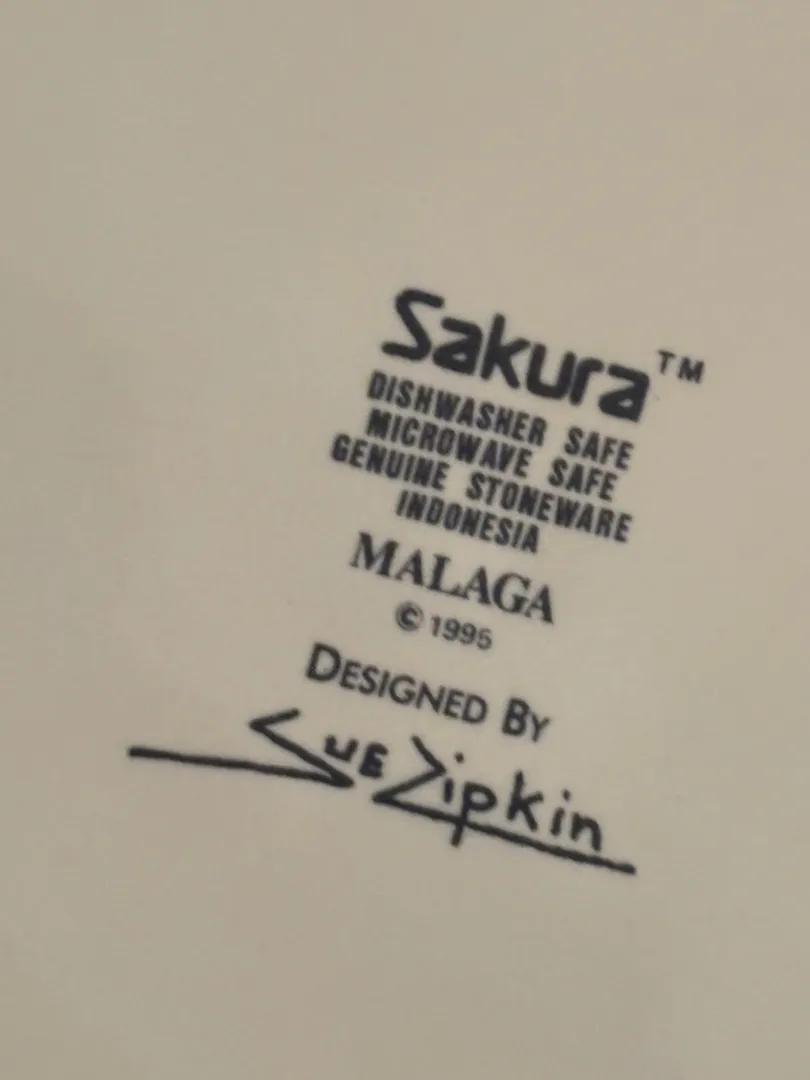 Sakura™
DISHWASHER SAFE
MICROWAVE SAFE
GENUINE STONEWARE
INDONESIA
MALAGA
© 1995
DESIGNED BY
Sue Zipkin